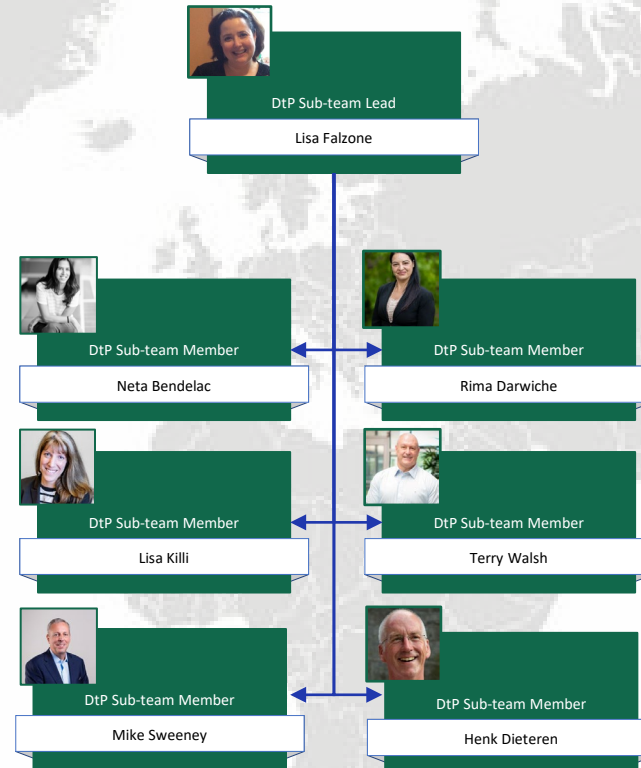 DtP Sub-team Lead
Lisa Falzone
DtP Sub-team Member
Neta Bendelac
DtP Sub-team Member
Rima Darwiche
DtP Sub-team Member
Lisa Killi
DtP Sub-team Member
Terry Walsh
DtP Sub-team Member
Mike Sweeney
DtP Sub-team Member
Henk Dieteren